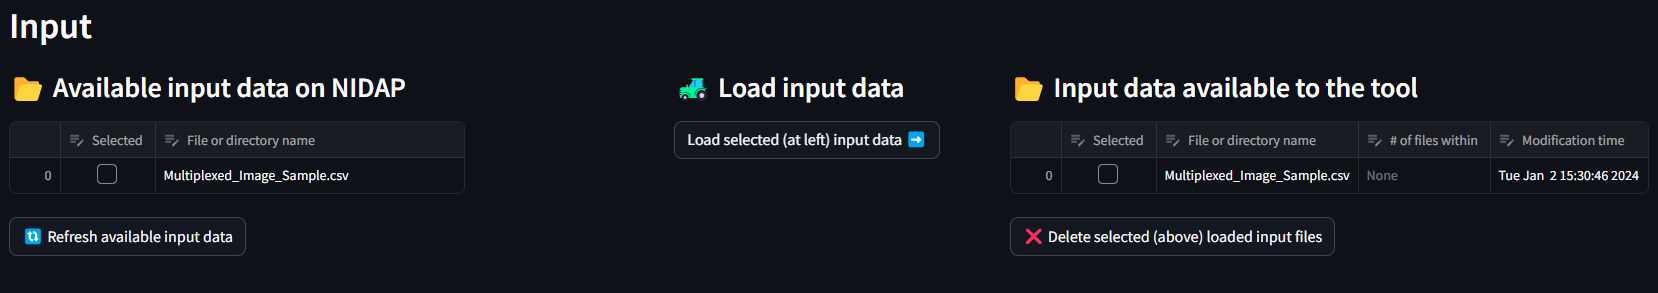 Input
Available input data on NIDAP
Selected File or directory name
0 Multiplexed_Image_Sample.csv
Refresh available input data
Load input data
Load selected (at left) input data
Input data available to the tool
Selected File or directory name # of files within Modification time
0 Multiplexed_Image_Sample.csv None Tue Jan 2 15:30:46 2024
Delete selected (above) loaded input files